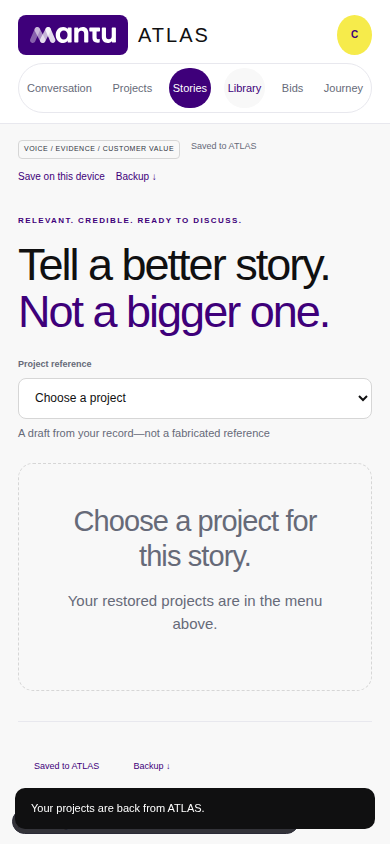 mantu ATLAS C
Conversation Projects Stories Library Bids Journey
VOICE / EVIDENCE / CUSTOMER VALUE Saved to ATLAS
Save on this device Backup ↓
RELEVANT. CREDIBLE. READY TO DISCUSS.
Tell a better story.
Not a bigger one.
Project reference
Choose a project
A draft from your record—not a fabricated reference
Choose a project for
this story.
Your restored projects are in the menu
above.
Saved to ATLAS Backup ↓
Your projects are back from ATLAS.